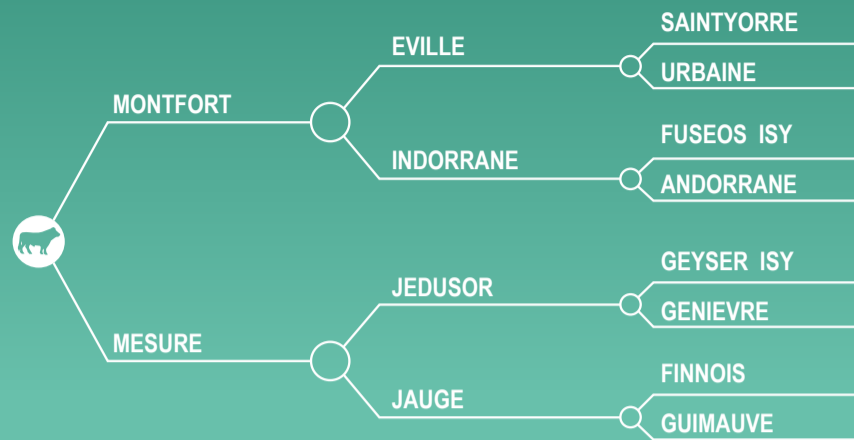 SAINTYORRE
EVILLE
URBAINE
MONTFORT
FUSEOS ISY
INDORRANE
ANDORRANE
GEYSER ISY
JEDUSOR
GENIEVRE
MESURE
FINNOIS
JAUGE
GUIMAUVE